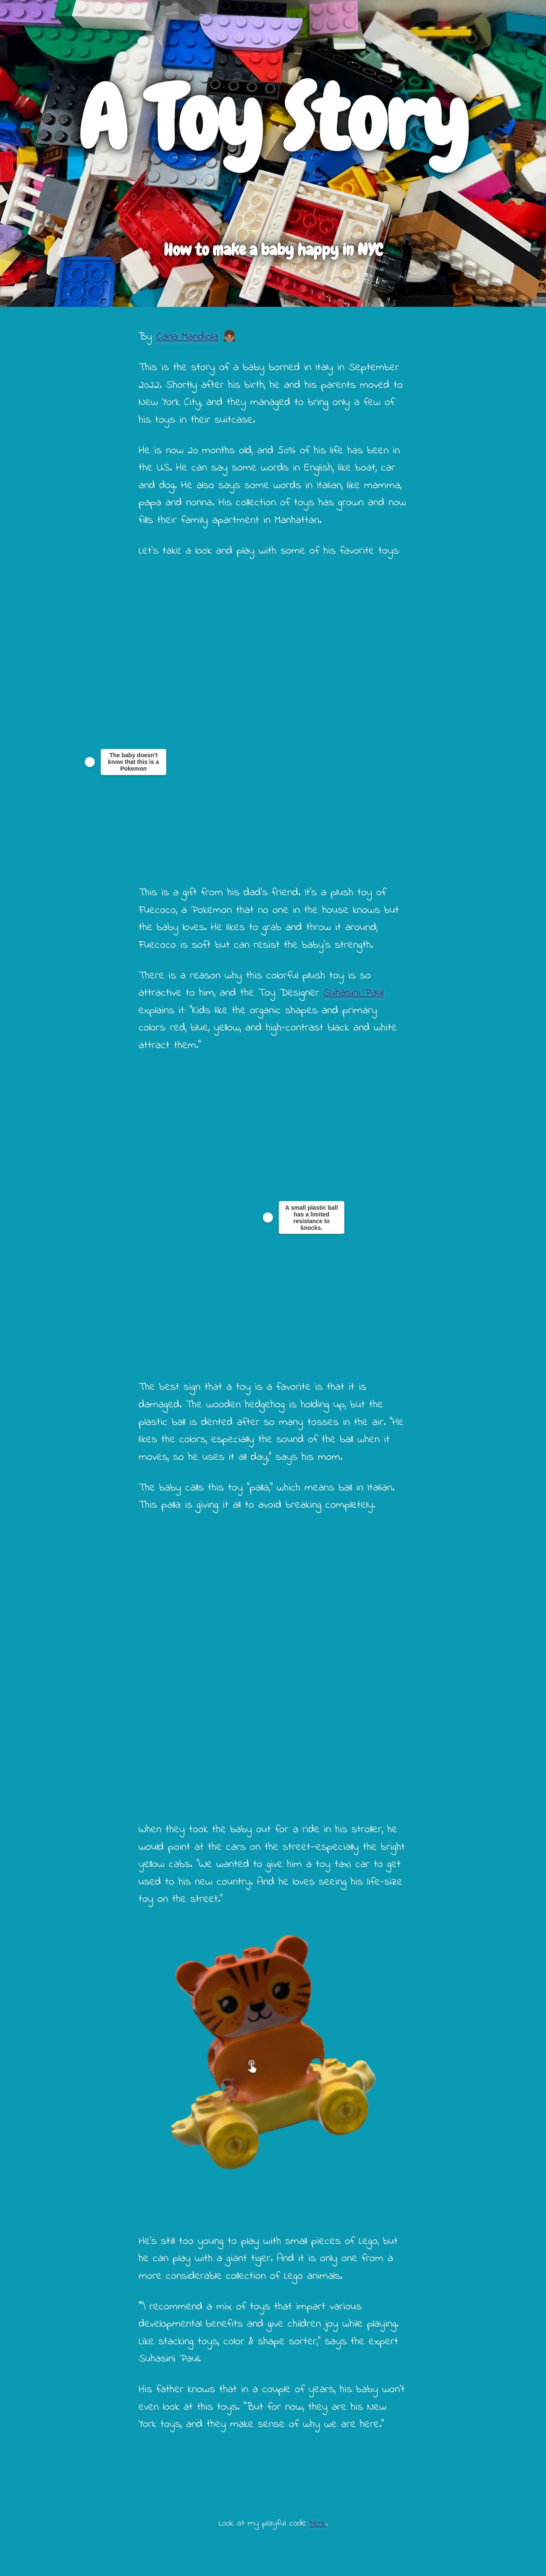 A Toy Story
How to make a baby happy in NYC
By Carla Mandiola 👧🏽
This is the story of a baby borned in Italy in September
2022. Shortly after his birth, he and his parents moved to
New York City, and they managed to bring only a few of
his toys in their suitcase.
He is now 20 months old, and 50% of his life has been in
the US. He can say some words in English, like boat, car
and dog. He also says some words in Italian, like mamma,
papa and nonna. His collection of toys has grown and now
fills their family apartment in Manhattan.
Let's take a look and play with some of his favorite toys:
The baby doesn't
know that this is a
Pokemon
This is a gift from his dad's friend. It's a plush toy of
Fuecoco, a Pokemon that no one in the house knows but
the baby loves. He likes to grab and throw it around;
Fuecoco is soft but can resist the baby's strength.
There is a reason why this colorful plush toy is so
attractive to him, and the Toy Designer Suhasini Paul
explains it: "Kids like the organic shapes and primary
colors: red, blue, yellow, and high-contrast black and white
attract them."
A small plastic ball
has a limited
resistance to
knocks.
The best sign that a toy is a favorite is that it is
damaged. The wooden hedgehog is holding up, but the
plastic ball is dented after so many tosses in the air. "He
likes the colors, especially the sound of the ball when it
moves, so he uses it all day," says his mom.
The baby calls this toy "palla," which means ball in Italian.
This palla is giving it all to avoid breaking completely.
When they took the baby out for a ride in his stroller, he
would point at the cars on the street—especially the bright
yellow cabs. "We wanted to give him a toy taxi car to get
used to his new country. And he loves seeing his life-size
toy on the street."
He's still too young to play with small pieces of Lego, but
he can play with a giant tiger. And it is only one from a
more considerable collection of Lego animals.
""I recommend a mix of toys that impart various
developmental benefits and give children joy while playing.
Like stacking toys, color & shape sorter," says the expert
Suhasini Paul.
His father knows that in a couple of years, his baby won't
even look at this toys. "But for now, they are his New
York toys, and they make sense of why we are here."
Look at my playful code here.